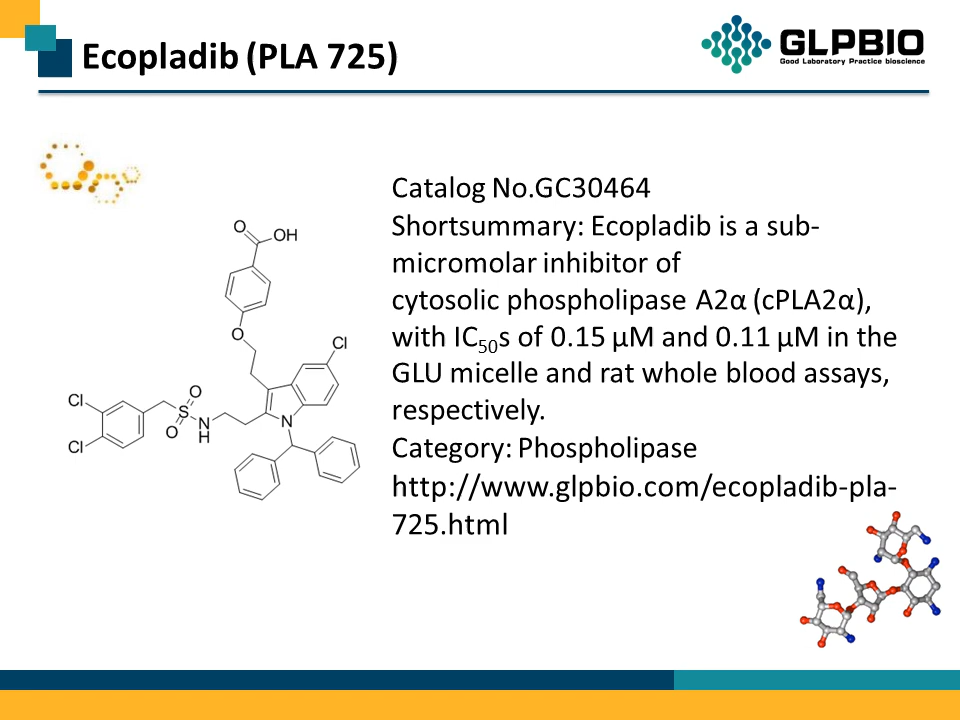 Ecopladib (PLA 725)
GLPBIO
Good Laboratory Practice bioscience
Catalog No.GC30464
Shortsummary: Ecopladib is a sub-
micromolar inhibitor of
cytosolic phospholipase A2α (cPLA2α),
with IC50s of 0.15 μM and 0.11 μM in the
GLU micelle and rat whole blood assays,
respectively.
Category: Phospholipase
http://www.glpbio.com/ecopladib-pla-
725.html
O
OH
O
Cl
Cl
O
S
N
H
O
N
Cl